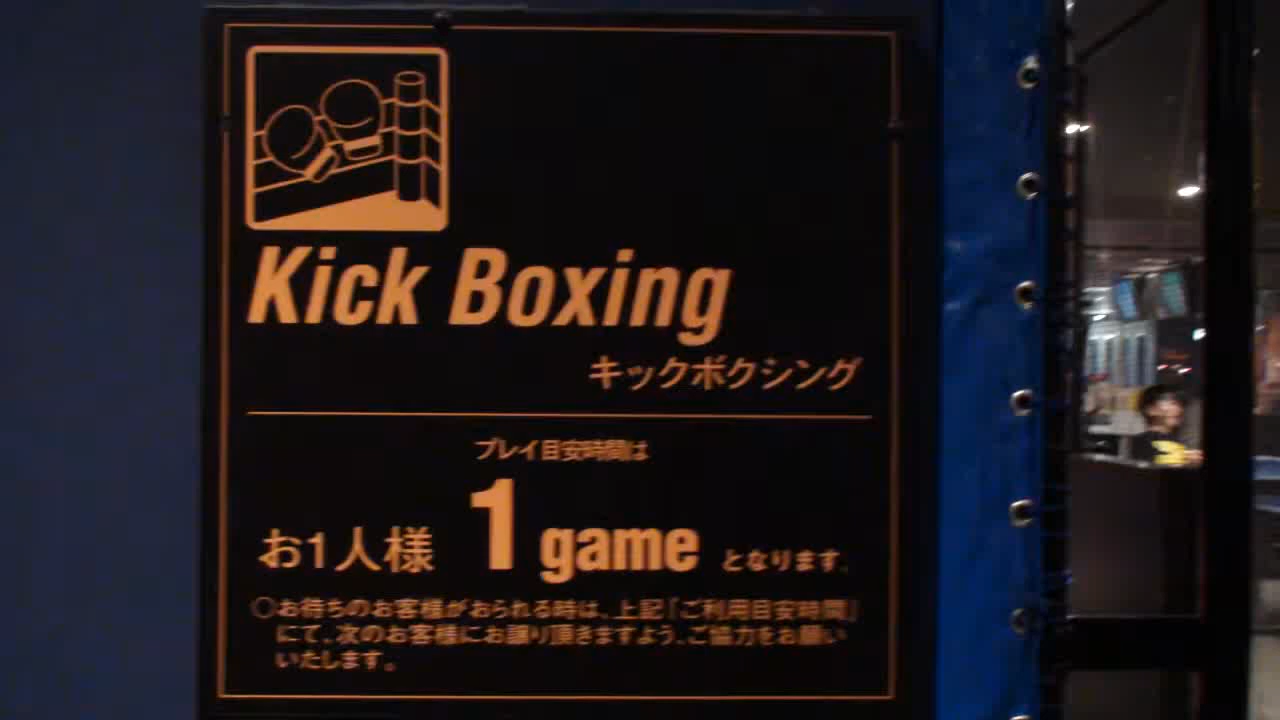 Kick Boxing
キックボクシング
プレイ目安時間は
お1人様 1 game となります。
○お待ちのお客様がおられる時は、上記「ご利用目安時間」
にて、次のお客様にお譲り頂きますよう、ご協力をお願い
いたします。